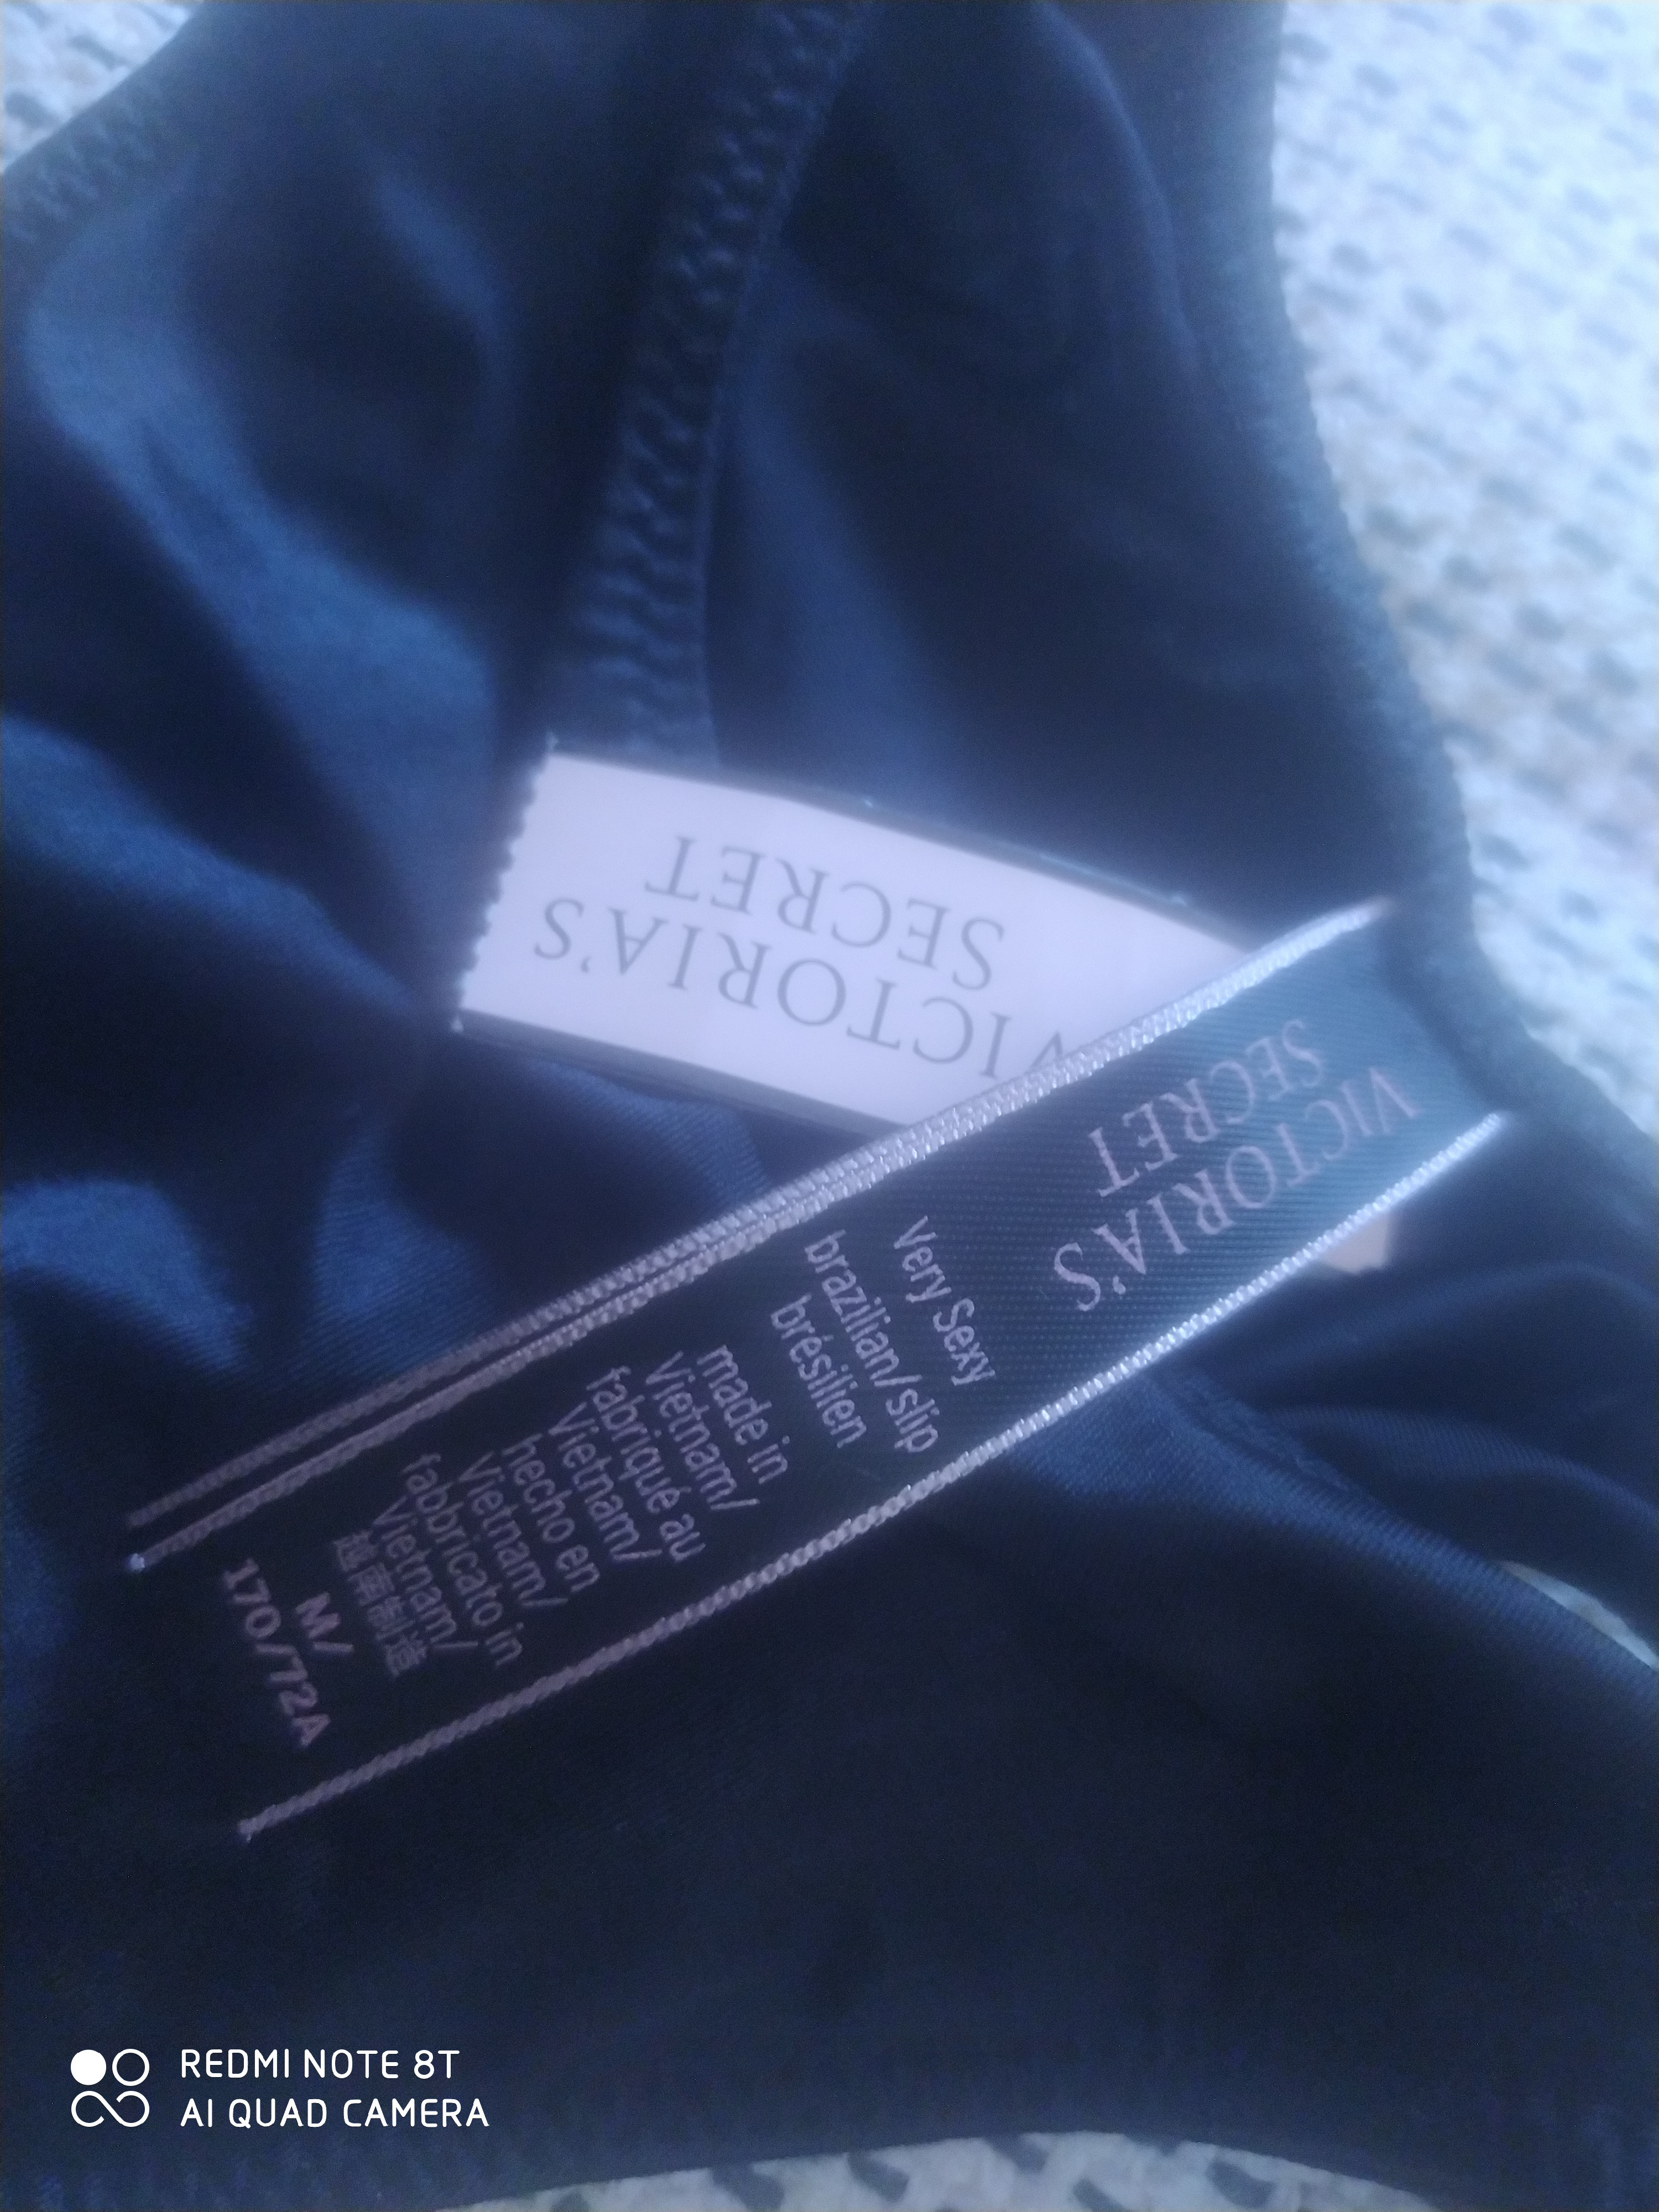 VICTORIA'S
SECRET
VICTORIA'S
SECRET
Very Sexy
brazilian/slip
brésilien
made in
Vietnam/
fabriqué au
Vietnam/
hecho en
Vietnam/
fabbricato in
Vietnam/
越南制造
M/
170/72A
REDMI NOTE 8T
AI QUAD CAMERA